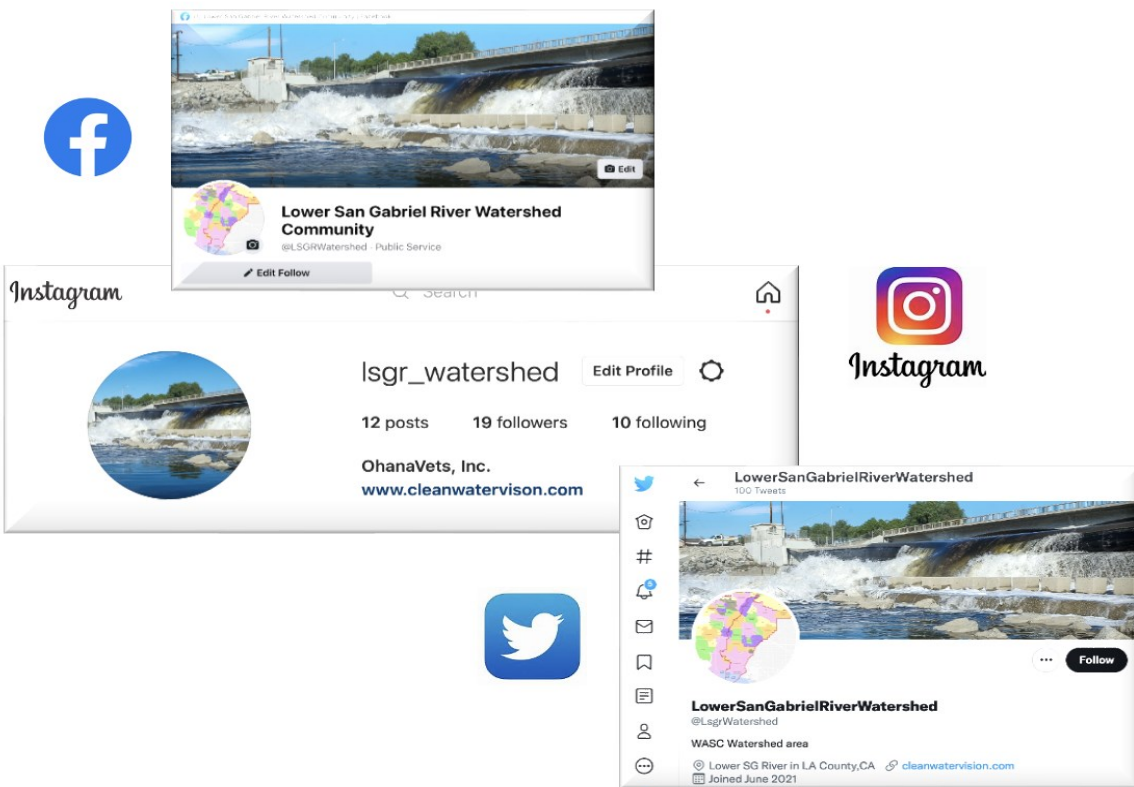 Edit
Lower San Gabriel River Watershed
Community
@LSGRWatershed · Public Service
Edit Follow
Instagram
Search
lsgr_watershed
Edit Profile
12 posts 19 followers 10 following
OhanaVets, Inc.
www.cleanwatervison.com
Instagram
LowerSanGabrielRiverWatershed
100 Tweets
5
Follow
LowerSanGabrielRiverWatershed
@LsgrWatershed
WASC Watershed area
Lower SG River in LA County,CA cleanwatervision.com
Joined June 2021